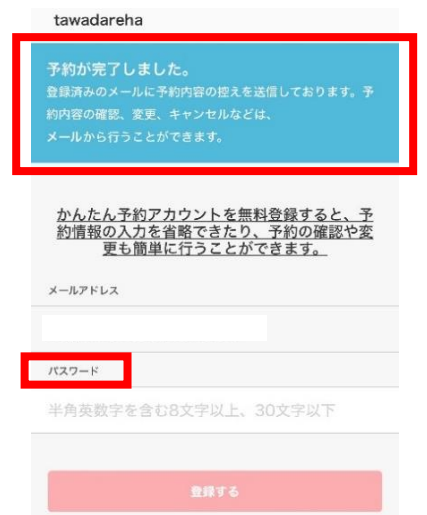 tawadareha
予約が完了しました。
登録済みのメールに予約内容の控えを送信しております。予
約内容の確認、変更、キャンセルなどは、
メールから行うことができます。
かんたん予約アカウントを無料登録すると、予
約情報の入力を省略できたり、予約の確認や変
更も簡単に行うことができます。
メールアドレス
パスワード
半角英数字を含む8文字以上、30文字以下
登録する